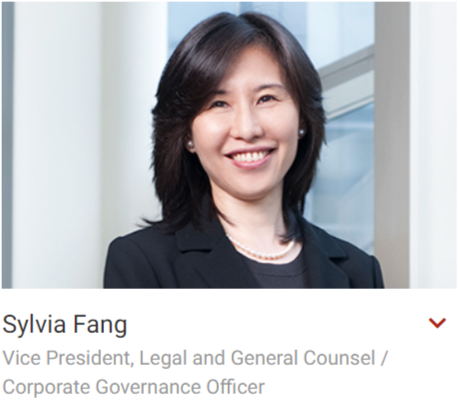 Sylvia Fang
Vice President, Legal and General Counsel /
Corporate Governance Officer